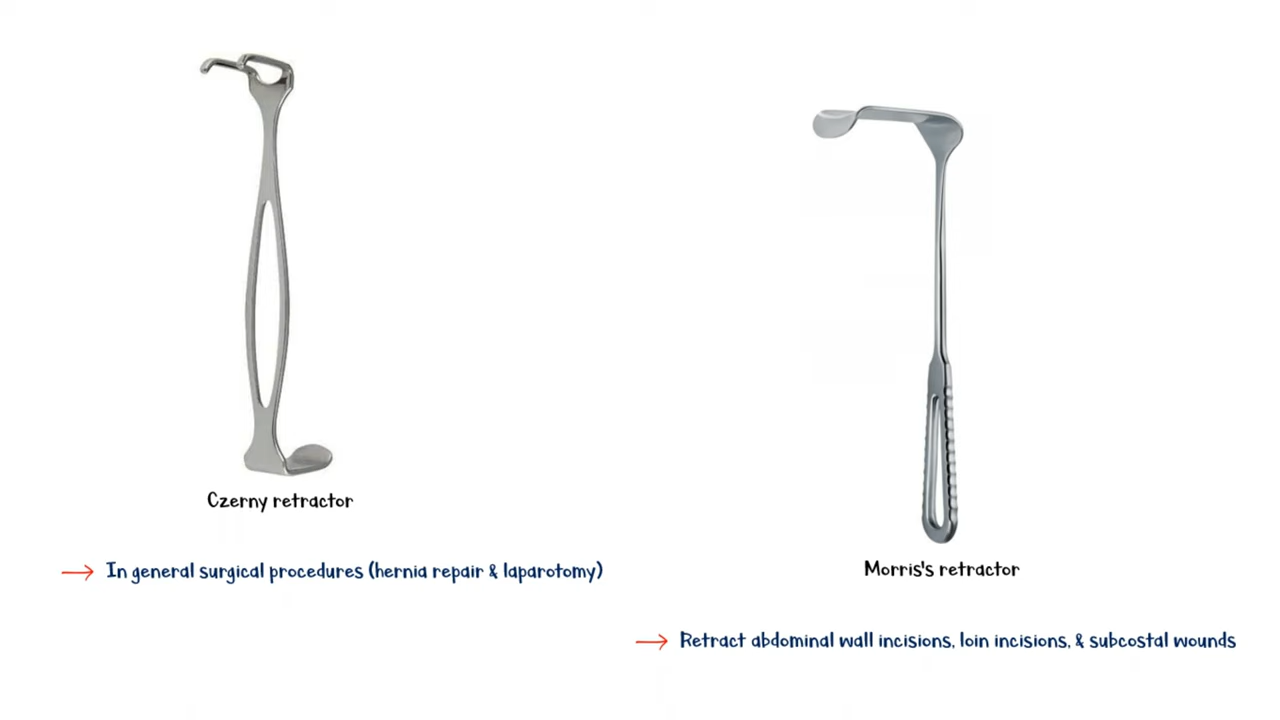 Czerny retractor
→ In general surgical procedures (hernia repair & laparotomy)
Morris's retractor
→ Retract abdominal wall incisions, loin incisions, & subcostal wounds